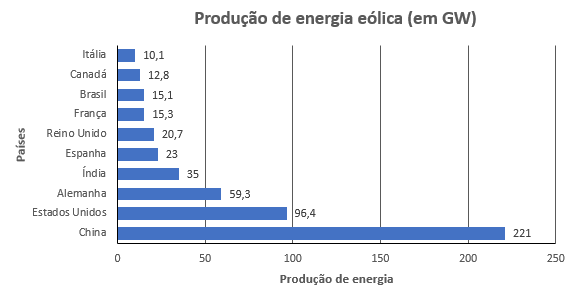 Produção de energia eólica (em GW)
Países
Itália 10,1
Canadá 12,8
Brasil 15,1
França 15,3
Reino Unido 20,7
Espanha 23
Índia 35
Alemanha 59,3
Estados Unidos 96,4
China 221
0 50 100 150 200 250
Produção de energia